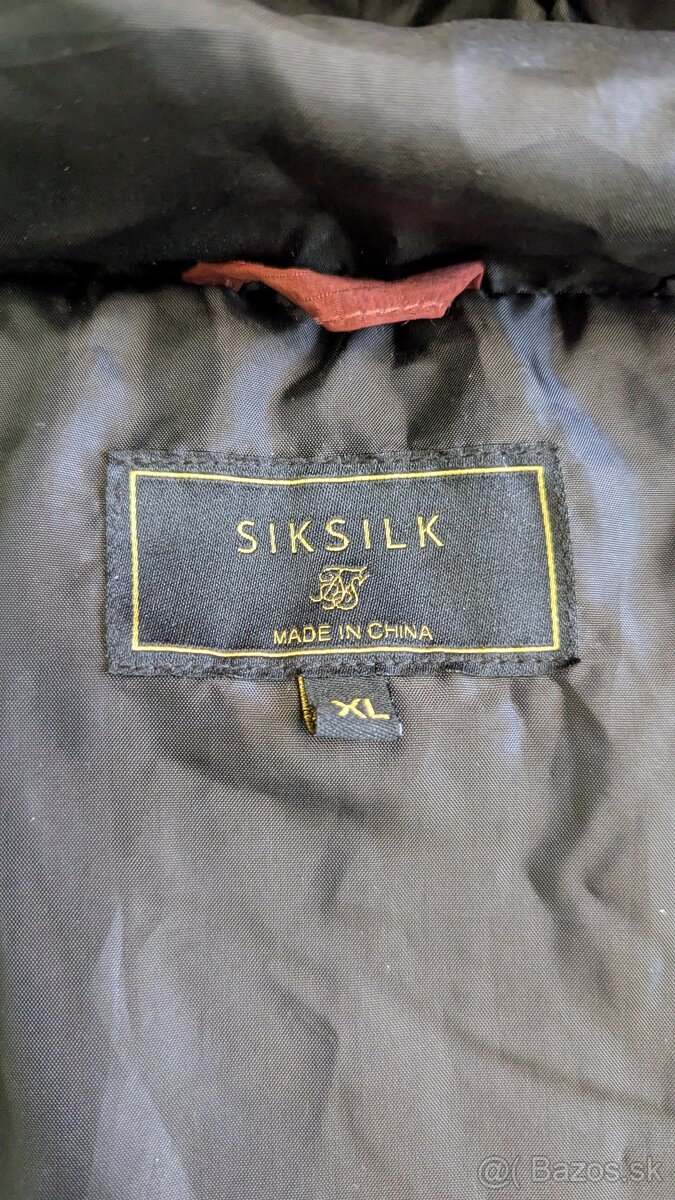 SIKSILK
MADE IN CHINA
XL
@( Bazos.sk